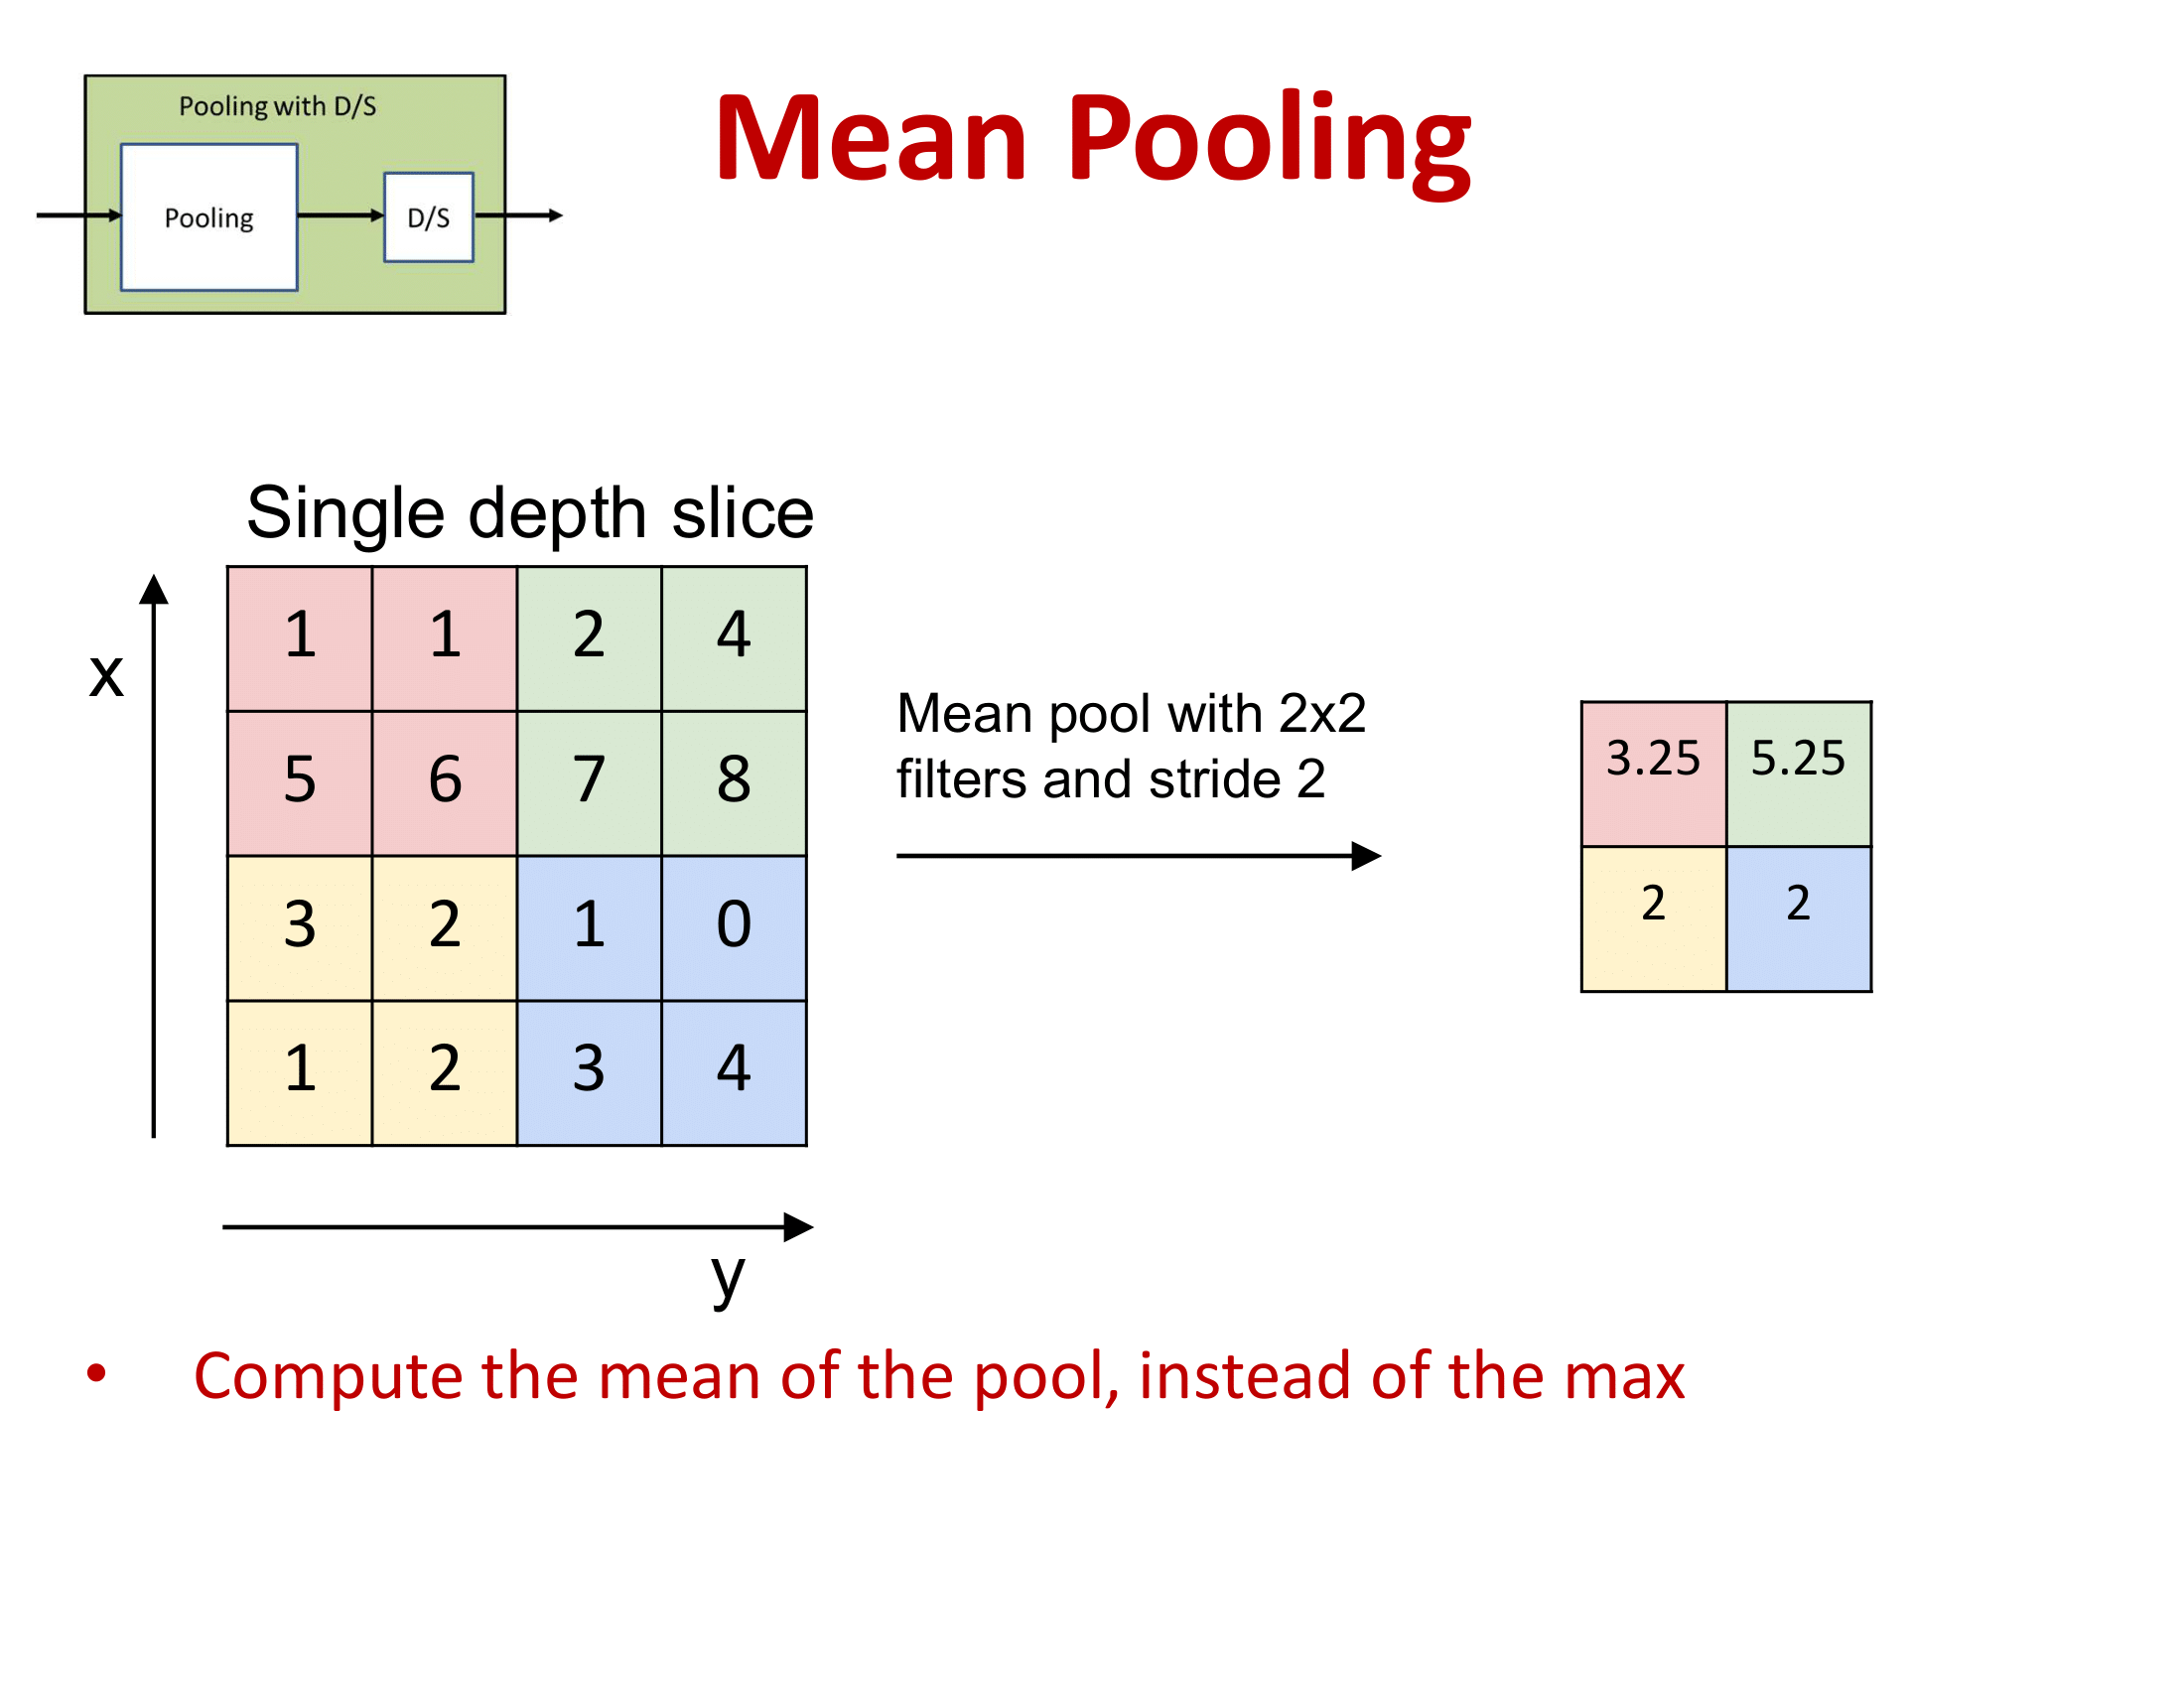 Pooling with D/S
Pooling
D/S
Mean Pooling
Single depth slice
x
1 1 2 4
5 6 7 8
3 2 1 0
1 2 3 4
y
Mean pool with 2x2
filters and stride 2
3.25 5.25
2 2
• Compute the mean of the pool, instead of the max